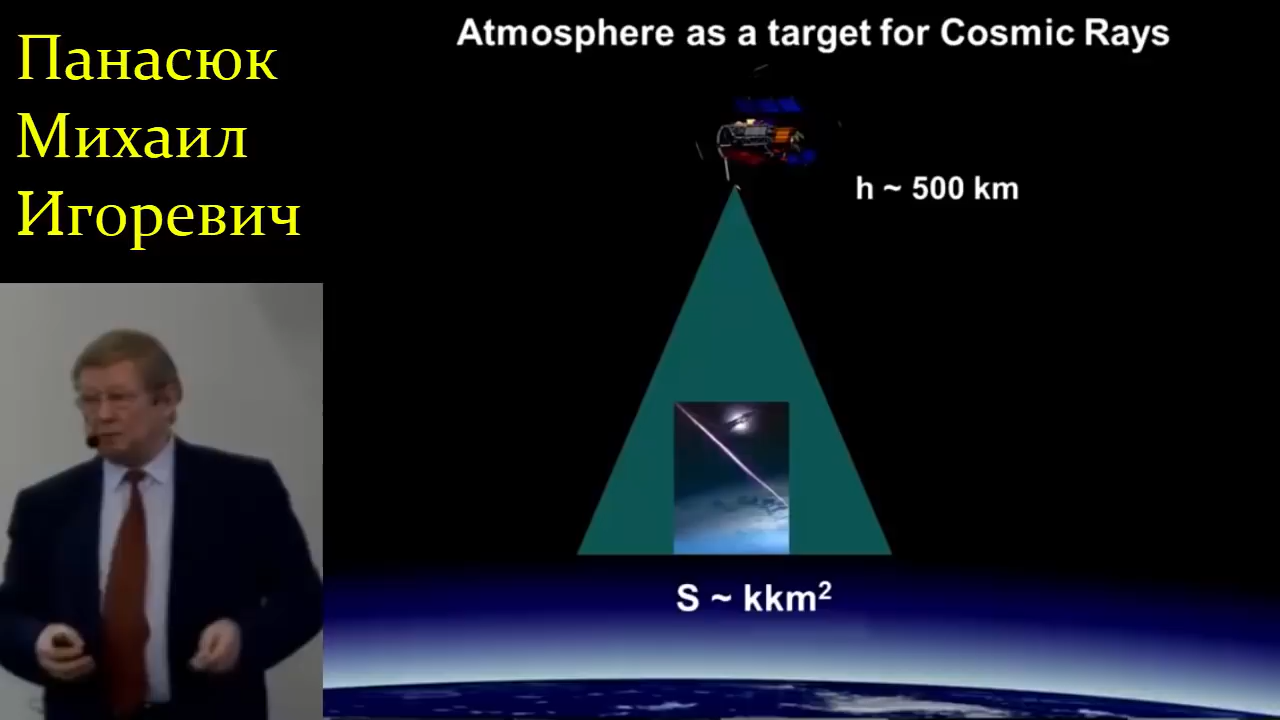 Панасюк
Михаил
Игоревич
Atmosphere as a target for Cosmic Rays
h ~ 500 km
S ~ kkm²